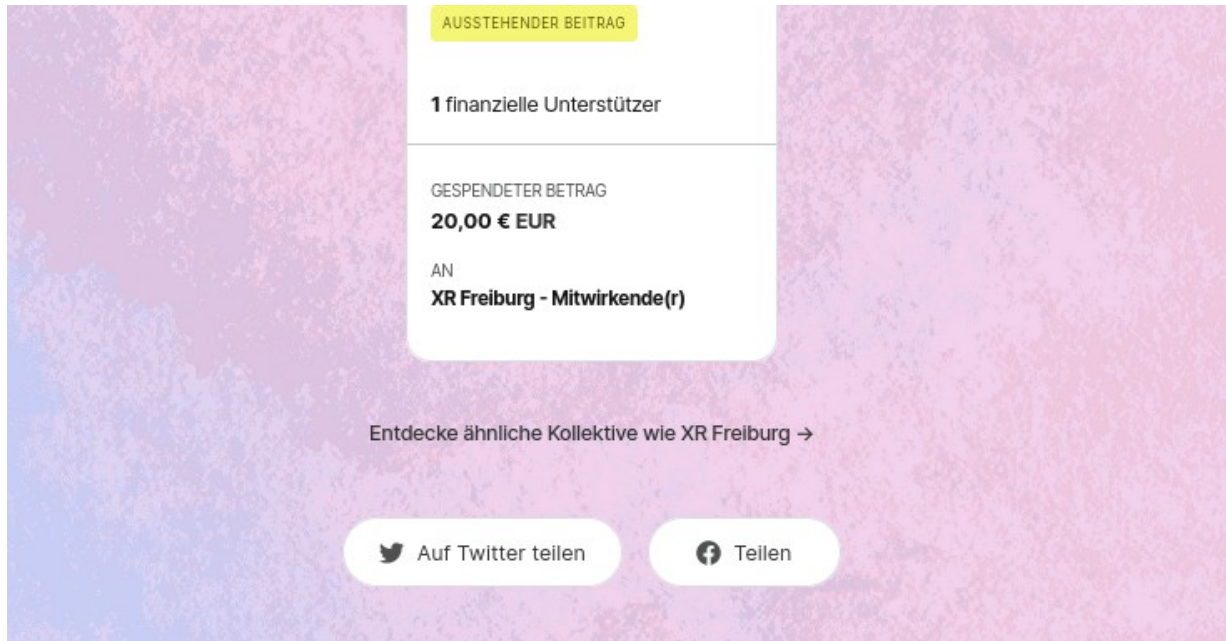 AUSSTEHENDER BEITRAG
1 finanzielle Unterstützer
GESPENDETER BETRAG
20,00 € EUR
AN
XR Freiburg - Mitwirkende(r)
Entdecke ähnliche Kollektive wie XR Freiburg →
Auf Twitter teilen
Teilen